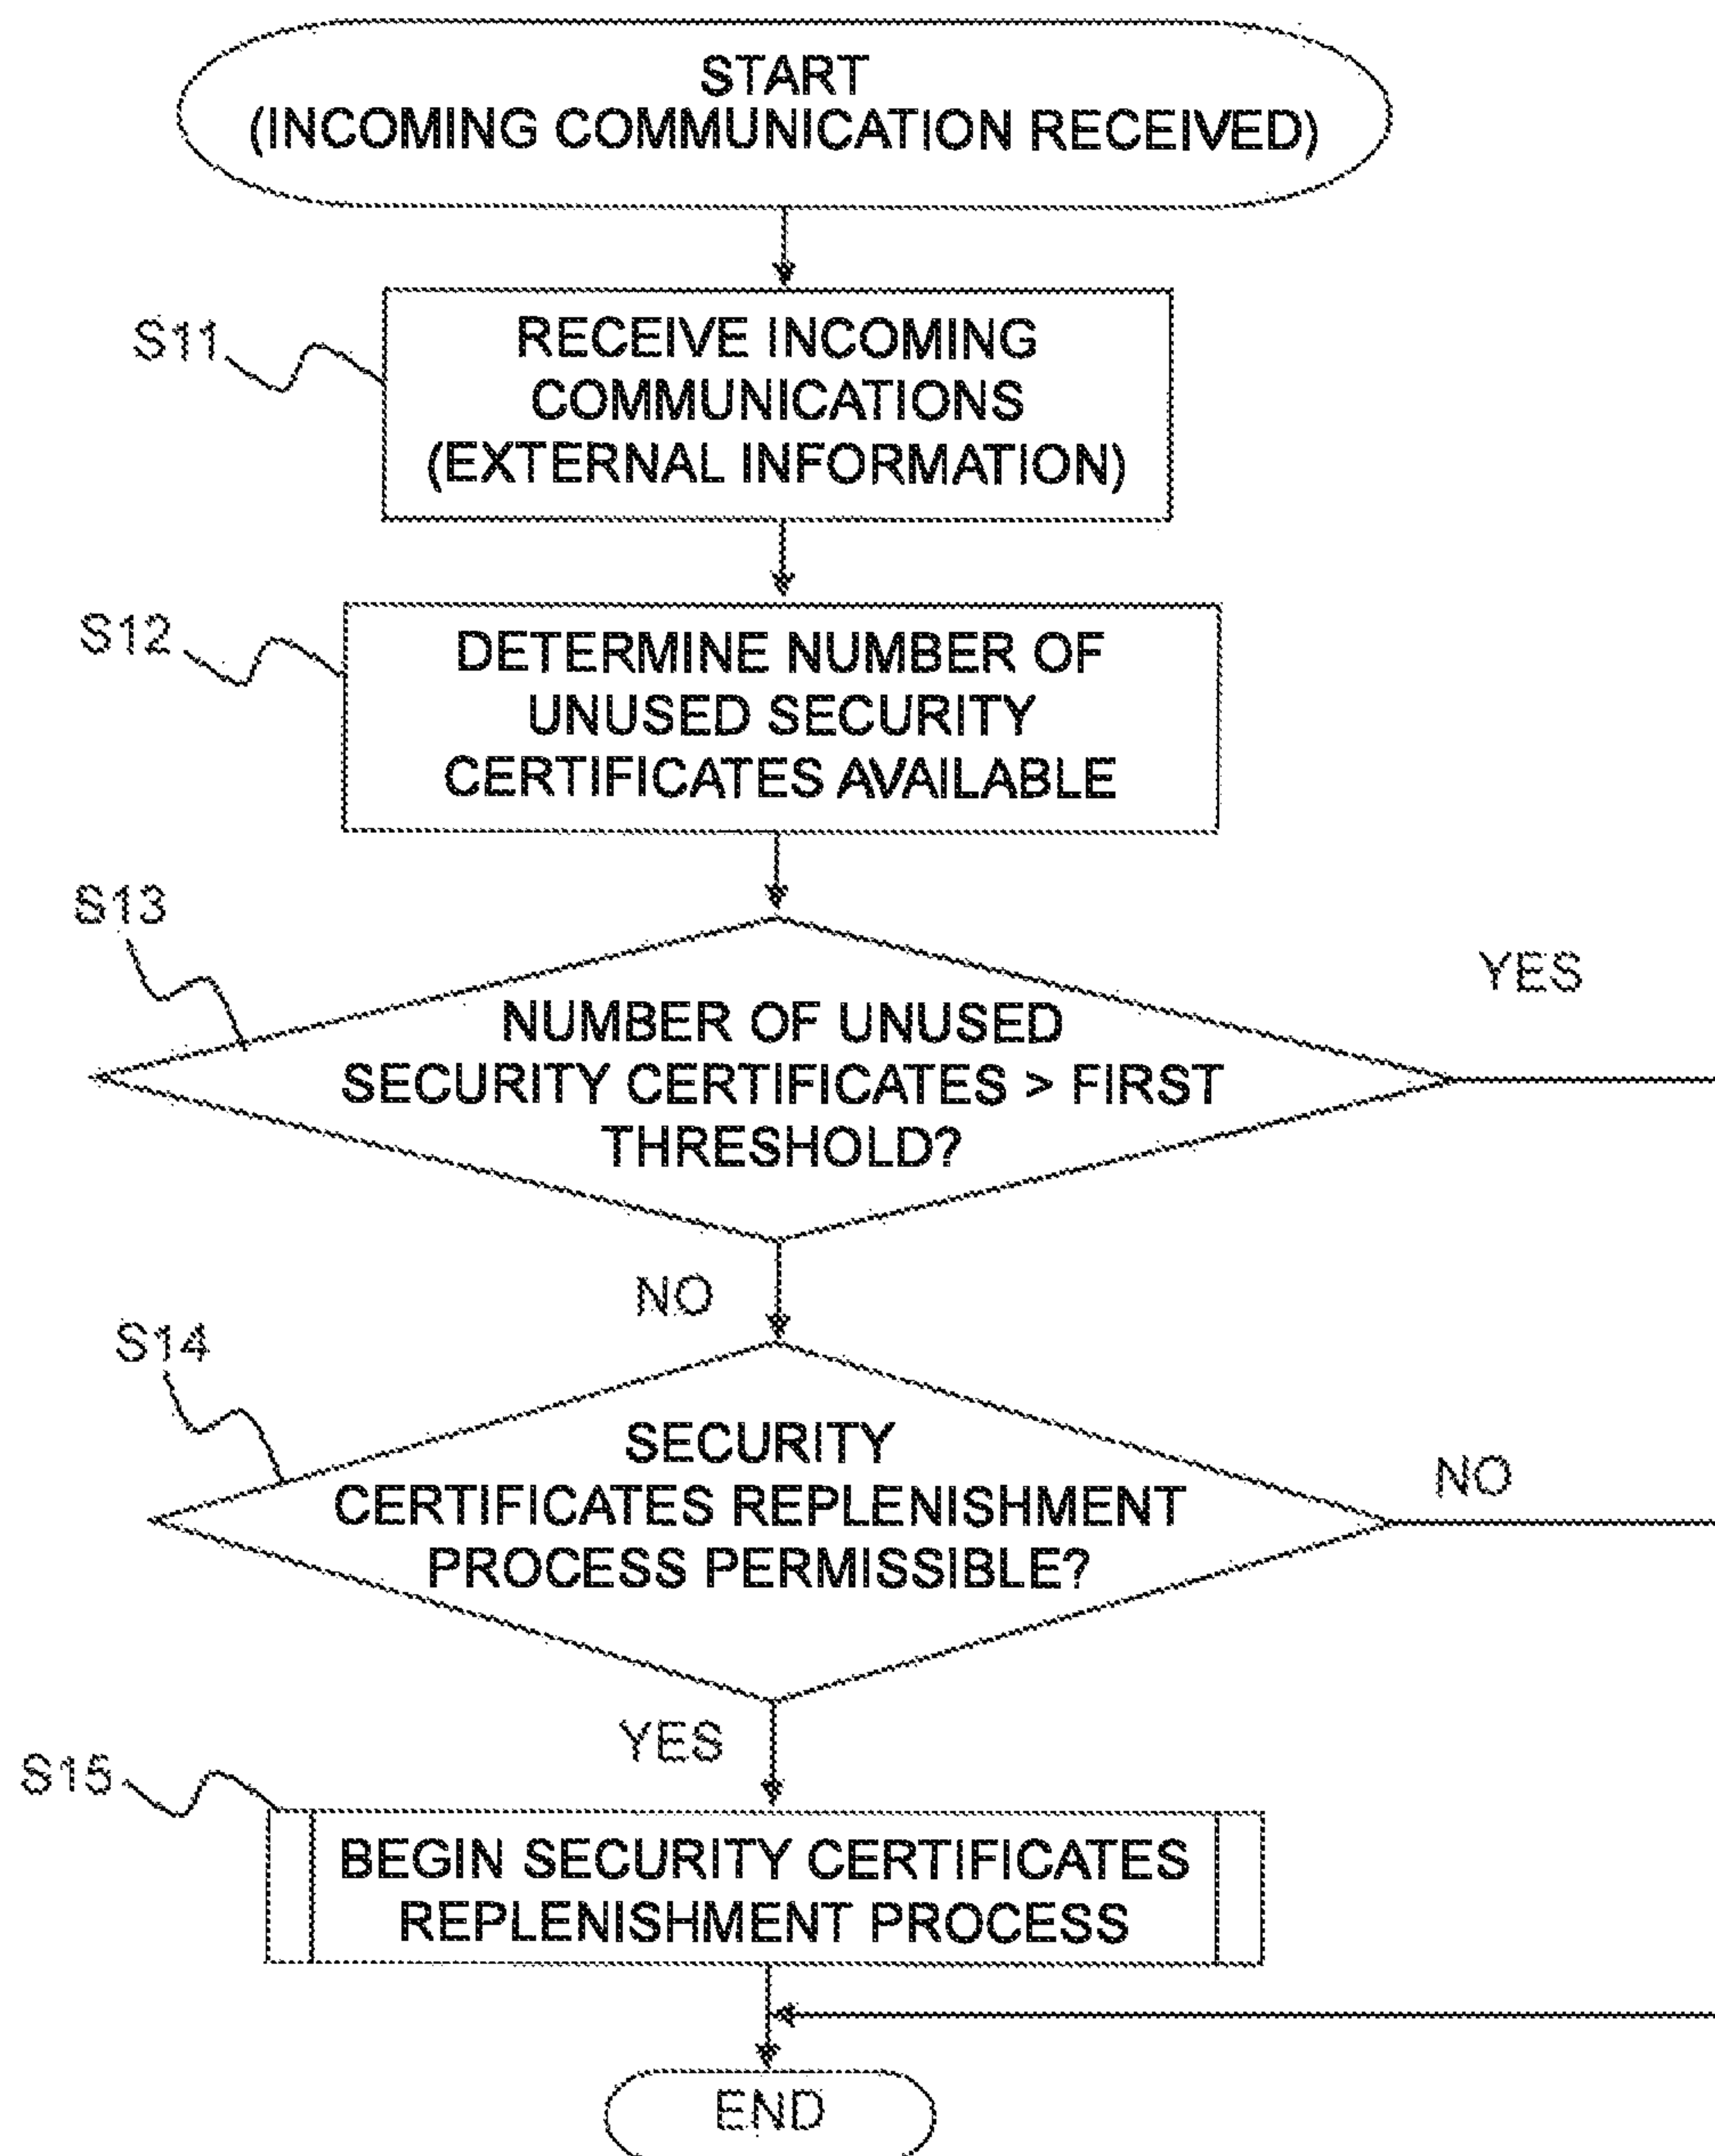 START
(INCOMING COMMUNICATION RECEIVED)
S11
RECEIVE INCOMING
COMMUNICATIONS
(EXTERNAL INFORMATION)
S12
DETERMINE NUMBER OF
UNUSED SECURITY
CERTIFICATES AVAILABLE
S13
YES
NUMBER OF UNUSED
SECURITY CERTIFICATES > FIRST
THRESHOLD?
NO
S14
SECURITY
CERTIFICATES REPLENISHMENT
PROCESS PERMISSIBLE?
NO
YES
S15
BEGIN SECURITY CERTIFICATES
REPLENISHMENT PROCESS
END